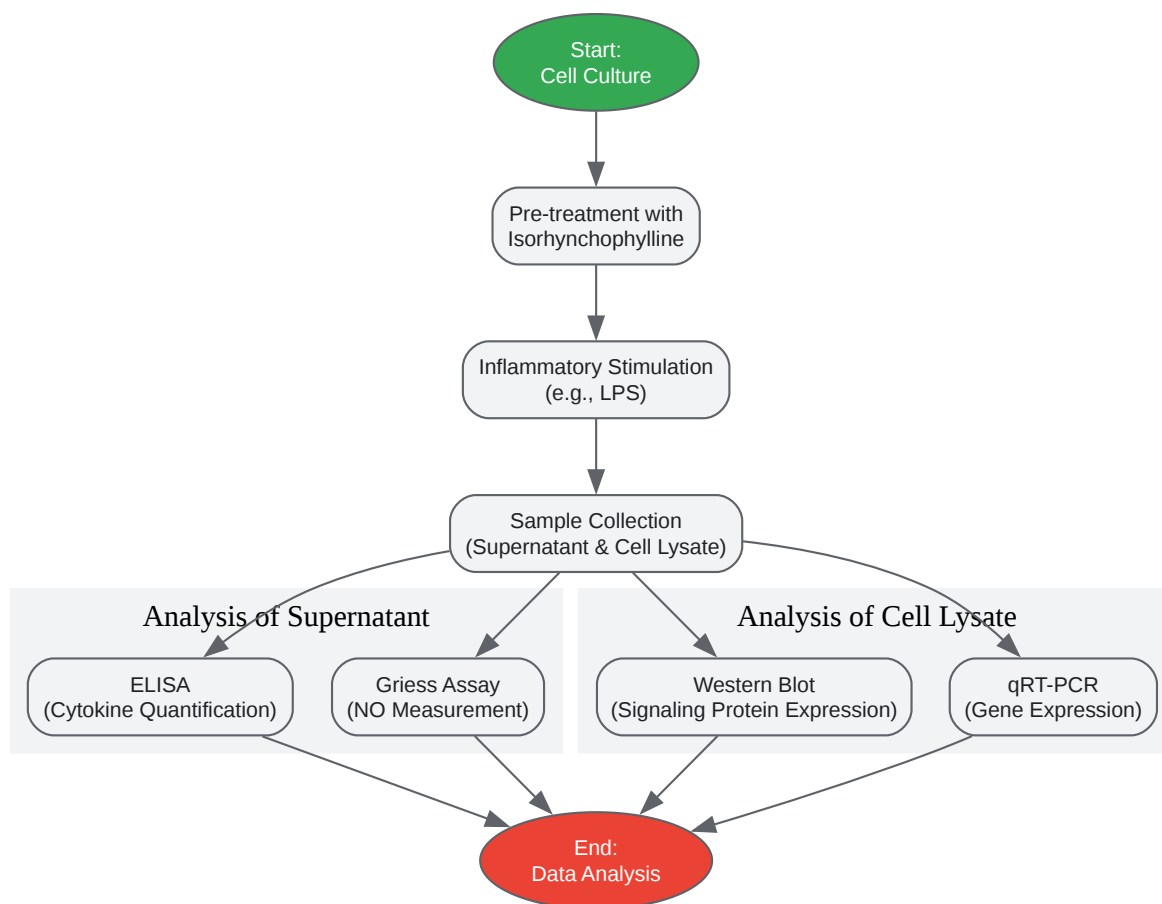 Start:
Cell Culture
Pre-treatment with
Isorhynchophylline
Inflammatory Stimulation
(e.g., LPS)
Sample Collection
(Supernatant & Cell Lysate)
Analysis of Supernatant
Analysis of Cell Lysate
ELISA
(Cytokine Quantification)
Griess Assay
(NO Measurement)
Western Blot
(Signaling Protein Expression)
qRT-PCR
(Gene Expression)
End:
Data Analysis